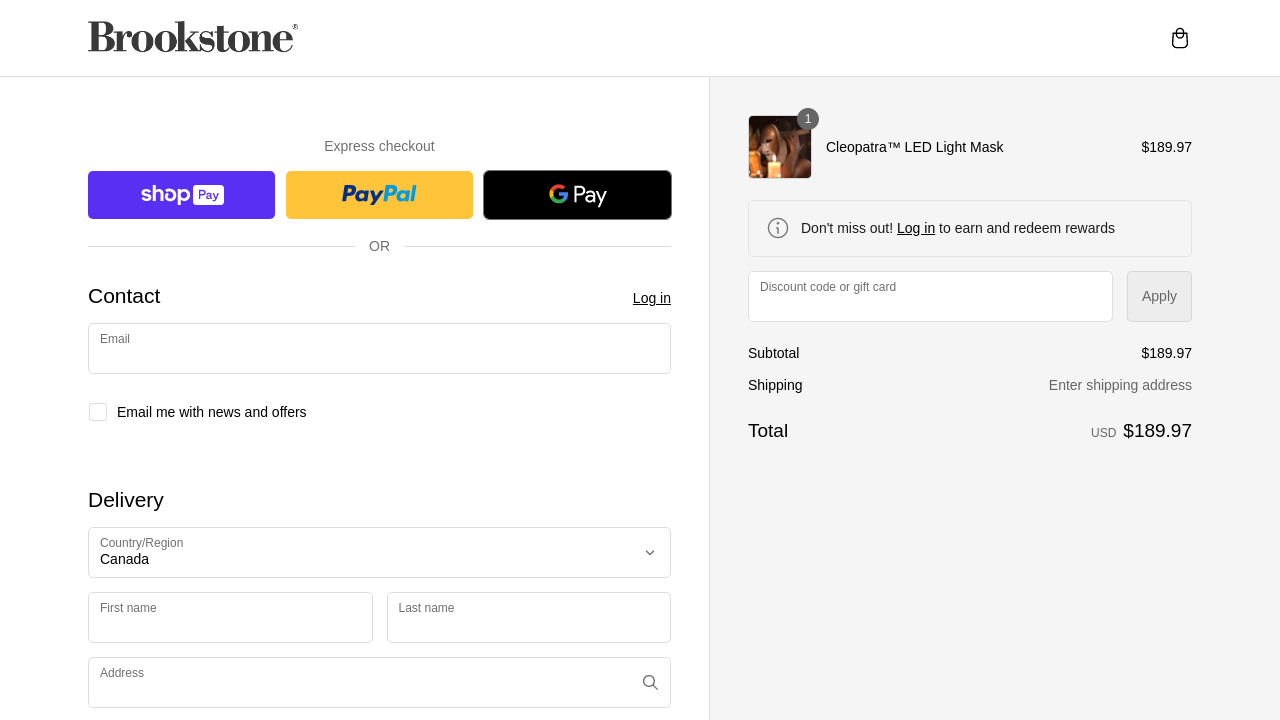 Brookstone®
Express checkout
shop Pay
PayPal
G Pay
OR
Contact
Log in
Email
Email me with news and offers
Delivery
Country/Region
Canada
First name
Last name
Address
1
Cleopatra™ LED Light Mask
$189.97
Don't miss out! Log in to earn and redeem rewards
Discount code or gift card
Apply
Subtotal
$189.97
Shipping
Enter shipping address
Total
USD $189.97